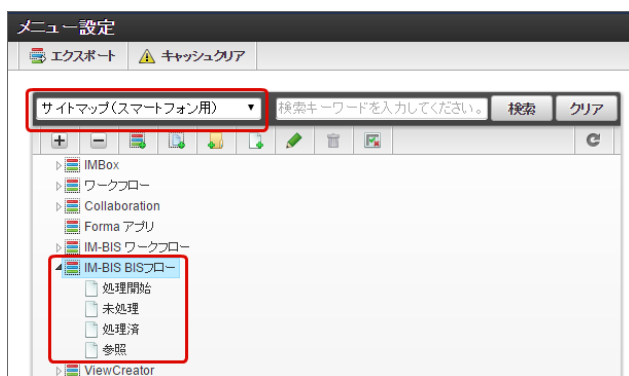 メニュー設定
エクスポート キャッシュクリア
サイトマップ(スマートフォン用) 検索キーワードを入力してください。 検索 クリア
IMBox
ワークフロー
Collaboration
Forma アプリ
IM-BIS ワークフロー
IM-BIS BISフロー
処理開始
未処理
処理済
参照
ViewCreator